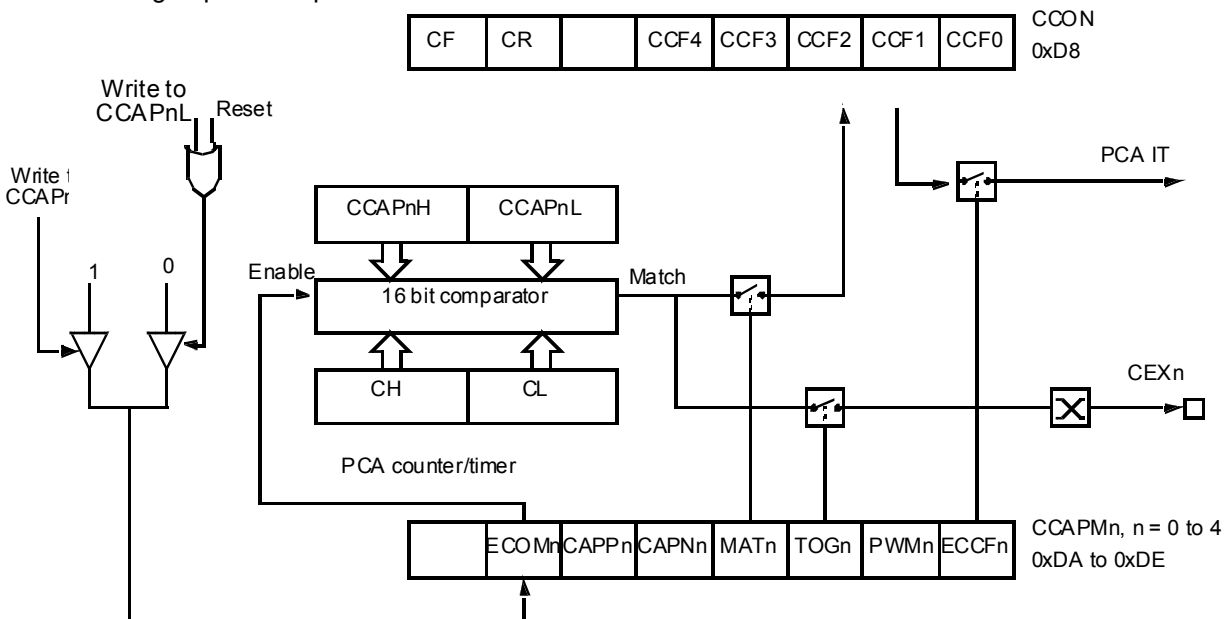 CCON
CF CR CCF4 CCF3 CCF2 CCF1 CCF0
0xD8
Write to
CCAPnL
Reset
PCA IT
Write
CCAPnH CCAPnL
1
0
Enable
Match
16 bit comparator
CEXn
CH CL
PCA counter/timer
CCAPMn, n = 0 to 4
ECOMn CAPPn CAPNn MATn TOGn PWMn ECCFn
0xDA to 0xDE